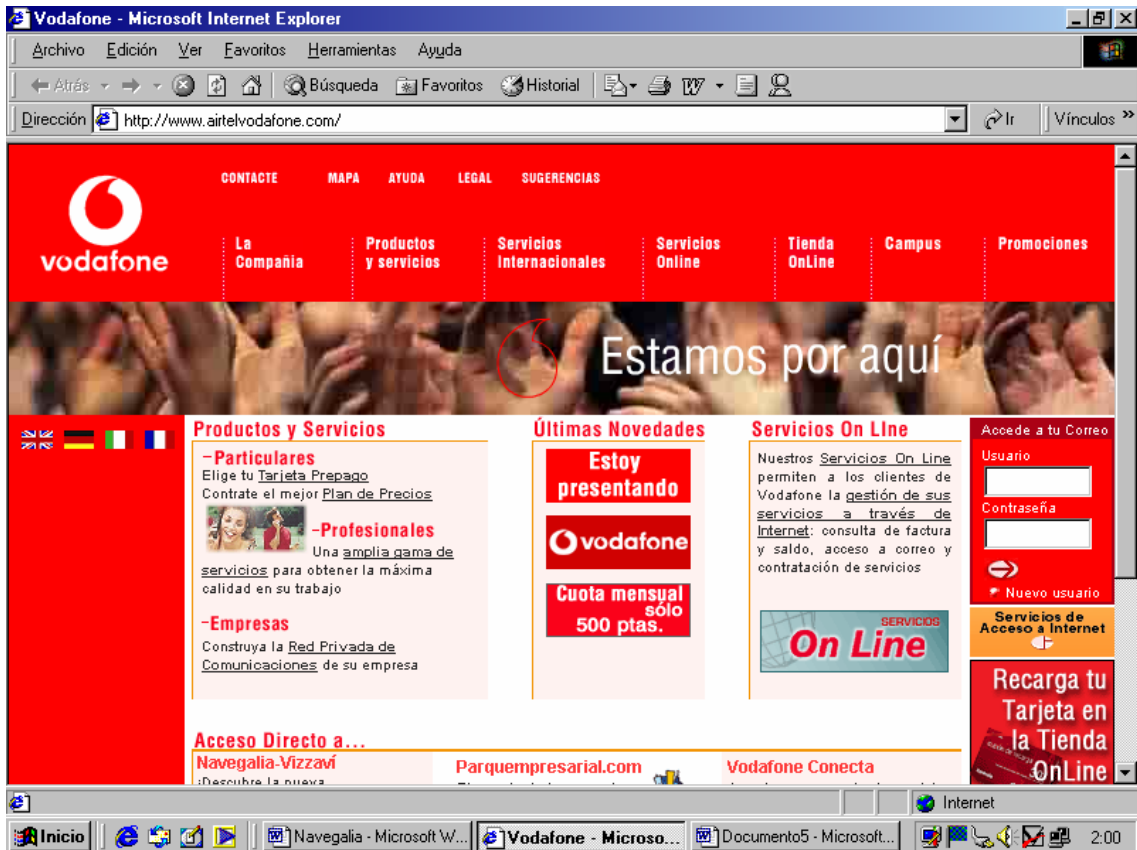 Vodafone - Microsoft Internet Explorer
Archivo Edición Ver Favoritos Herramientas Ayuda
Atrás Búsqueda Favoritos Historial
Dirección http://www.airtelvodafone.com/ Ir Vínculos »
CONTACTE MAPA AYUDA LEGAL SUGERENCIAS
vodafone
La Compañia
Productos y servicios
Servicios Internacionales
Servicios Online
Tienda OnLine
Campus
Promociones
Estamos por aquí
Productos y Servicios
-Particulares
Elige tu Tarjeta Prepago
Contrate el mejor Plan de Precios
-Profesionales
Una amplia gama de
servicios para obtener la máxima
calidad en su trabajo
-Empresas
Construya la Red Privada de
Comunicaciones de su empresa
Últimas Novedades
Estoy
presentando
vodafone
Cuota mensual
sólo
500 ptas.
Servicios On LIne
Nuestros Servicios On Line
permiten a los clientes de
Vodafone la gestión de sus
servicios a través de
Internet: consulta de factura
y saldo, acceso a correo y
contratación de servicios
SERVICIOS
On Line
Accede a tu Correo
Usuario
Contraseña
Nuevo usuario
Servicios de
Acceso a Internet
Recarga tu
Tarjeta en
la Tienda
OnLine
Acceso Directo a...
Navegalia-Vizzaví
¡Descubre la nueva
Parquempresarial.com
Vodafone Conecta
Internet
Inicio
Navegalia - Microsoft W...
Vodafone - Microso...
Documento5 - Microsoft...
2:00